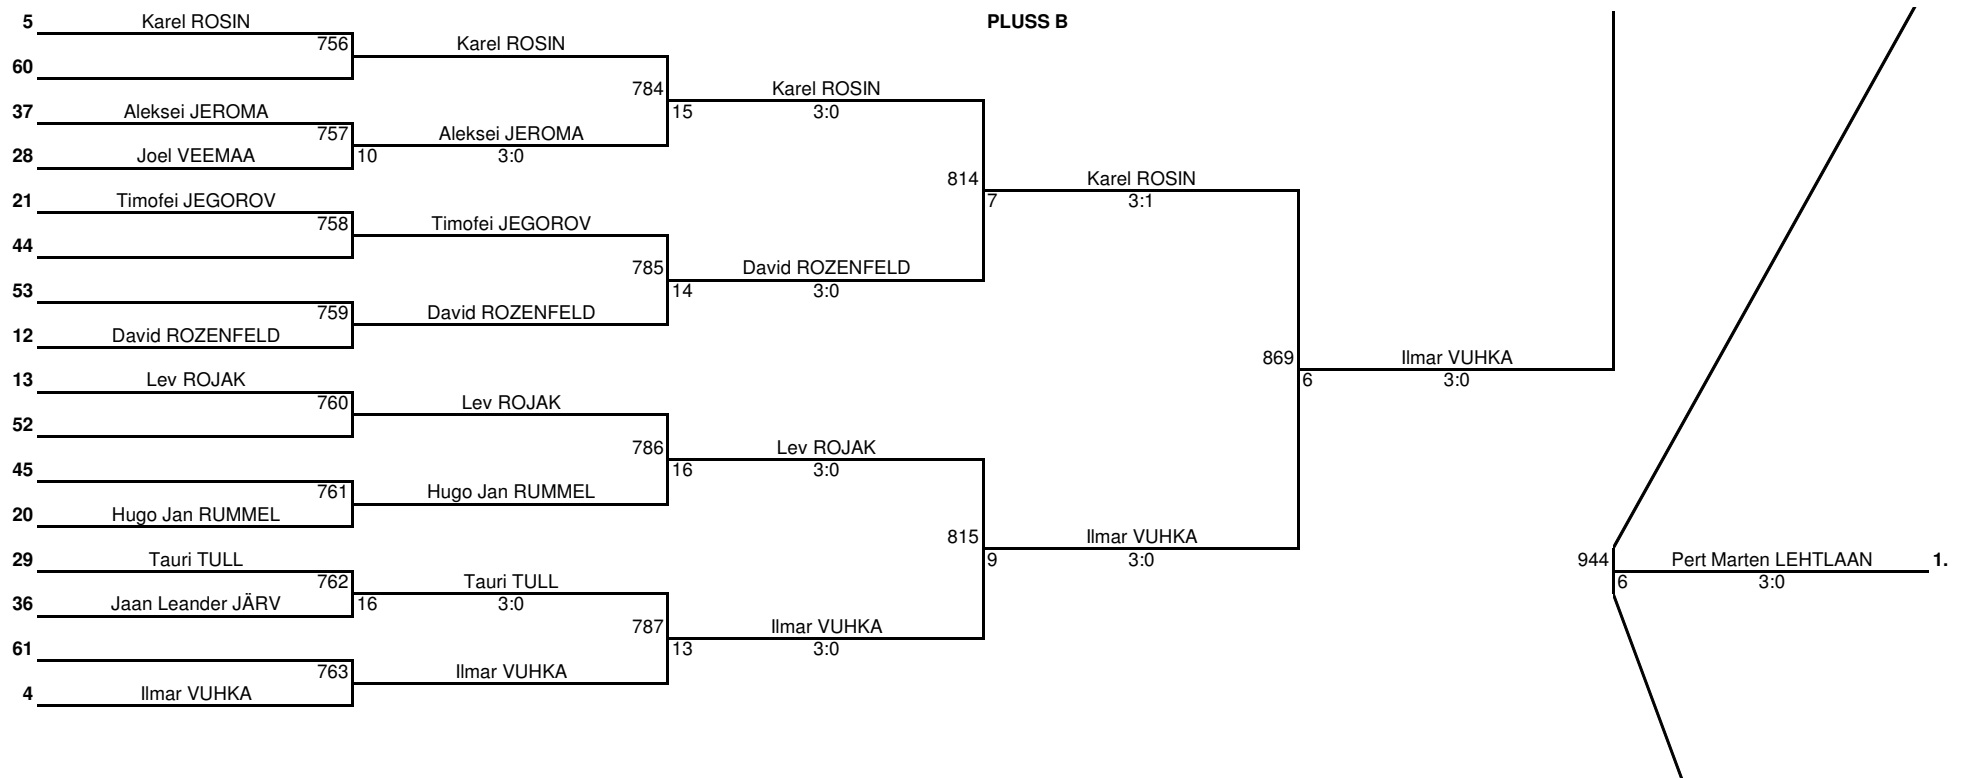 5 Karel ROSIN PLUSS B
756 Karel ROSIN
60
784 Karel ROSIN
37 Aleksei JEROMA 15 3:0
757 Aleksei JEROMA
28 Joel VEEMAA 10 3:0
814 Karel ROSIN
21 Timofei JEGOROV 7 3:1
758 Timofei JEGOROV
44
785 David ROZENFELD
53 14 3:0
759 David ROZENFELD
12 David ROZENFELD
869 Ilmar VUHKA
13 Lev ROJAK 6 3:0
760 Lev ROJAK
52
786 Lev ROJAK
45 16 3:0
761 Hugo Jan RUMMEL
20 Hugo Jan RUMMEL
815 Ilmar VUHKA
29 Tauri TULL 9 3:0 944 Pert Marten LEHTLAAN 1.
762 Tauri TULL 6 3:0
36 Jaan Leander JÄRV 16 3:0
787 Ilmar VUHKA
61 13 3:0
763 Ilmar VUHKA
4 Ilmar VUHKA